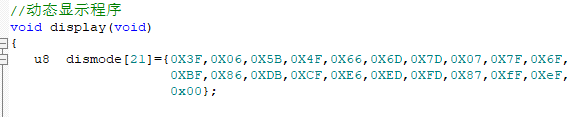 //动态显示程序
void display(void)
{
u8  dismode[21]={0X3F,0X06,0X5B,0X4F,0X66,0X6D,0X7D,0X07,0X7F,0X6F,
0XBF,0X86,0XDB,0XCF,0XE6,0XED,0XFD,0X87,0XfF,0XeF,
0x00};